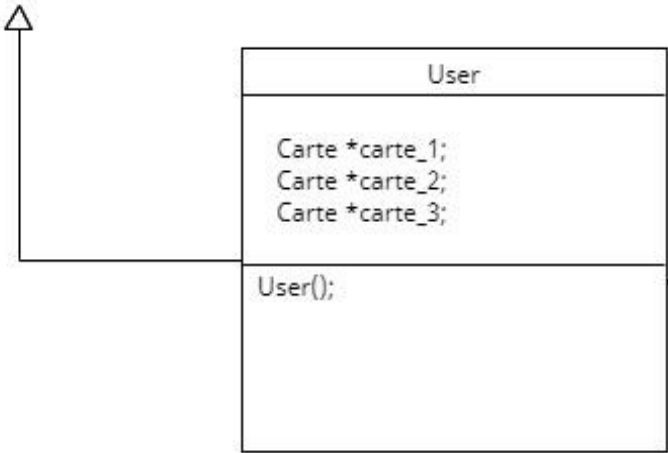 User
Carte *carte_1;
Carte *carte_2;
Carte *carte_3;
User();